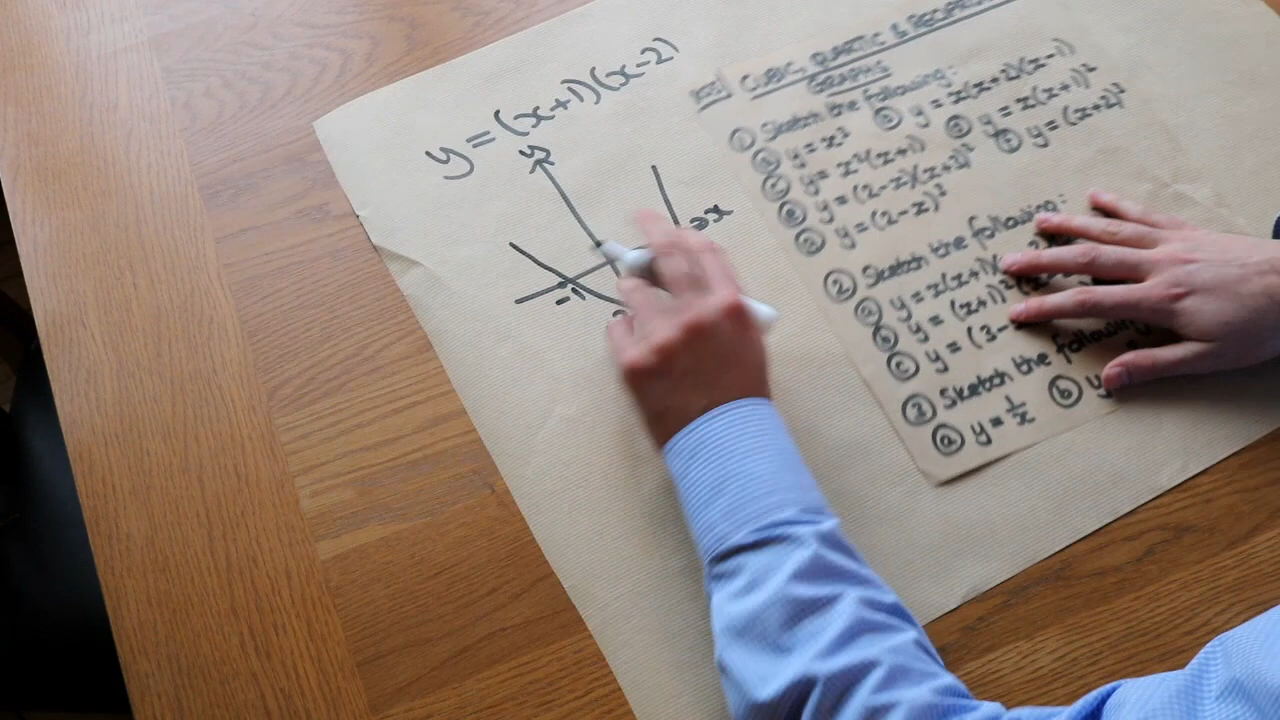 y = (x+1)(x-2)
y
x
-1
CUBIC, QUARTIC & RECIPROCAL
GRAPHS
① Sketch the following:
ⓐ y = x³ ⓑ y = x(x+2)(x-1)
ⓒ y = x²(x+1) ⓓ y = x(x+1)²
ⓔ y = (2-x)(x+2)² ⓕ y = (x+2)³
ⓖ y = (2-x)³
② Sketch the following:
ⓐ y = x(x+1)(
ⓑ y = (x+1)²
ⓒ y = (3-
③ Sketch the following
ⓐ y = 1/x ⓑ y